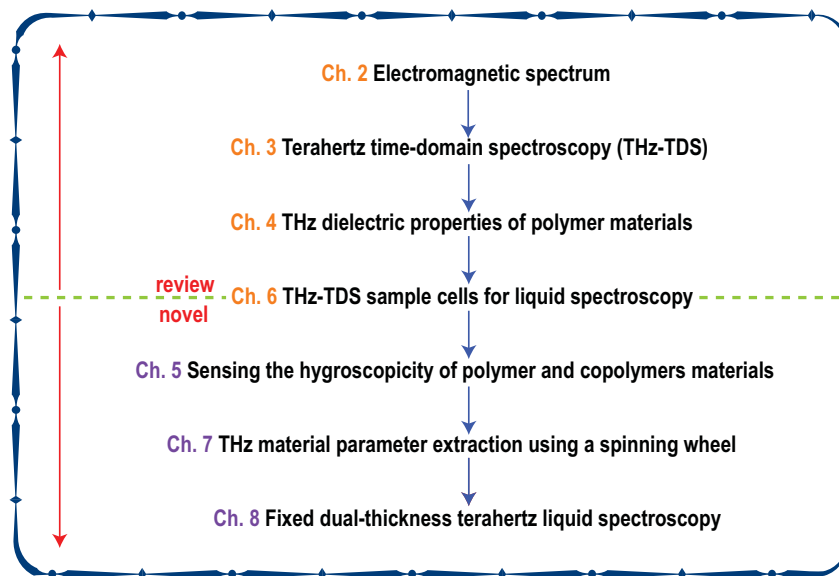 Ch. 2 Electromagnetic spectrum
Ch. 3 Terahertz time-domain spectroscopy (THz-TDS)
Ch. 4 THz dielectric properties of polymer materials
review
novel
Ch. 6 THz-TDS sample cells for liquid spectroscopy
Ch. 5 Sensing the hygroscopicity of polymer and copolymers materials
Ch. 7 THz material parameter extraction using a spinning wheel
Ch. 8 Fixed dual-thickness terahertz liquid spectroscopy